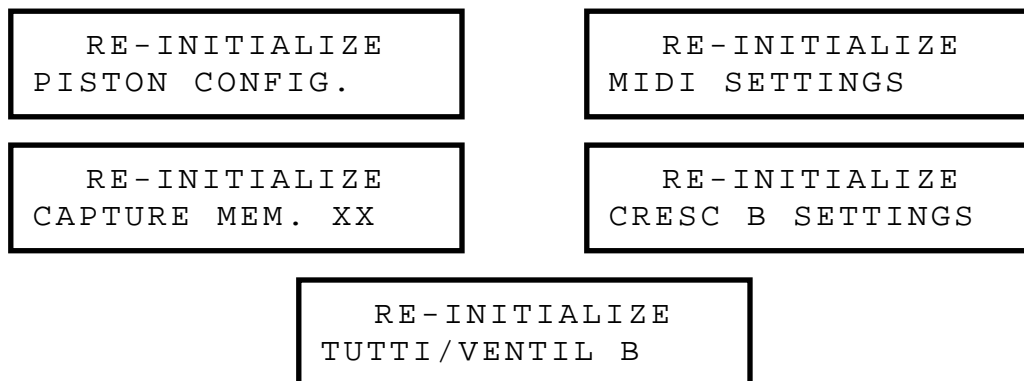 RE-INITIALIZE
PISTON CONFIG.
RE-INITIALIZE
MIDI SETTINGS
RE-INITIALIZE
CAPTURE MEM. XX
RE-INITIALIZE
CRESC B SETTINGS
RE-INITIALIZE
TUTTI/VENTIL B